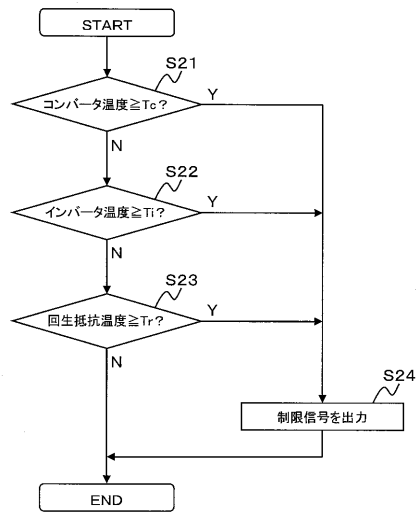 START
S21
コンバータ温度≧Tc?
Y
N
S22
インバータ温度≧Ti?
Y
N
S23
回生抵抗温度≧Tr?
Y
N
S24
制限信号を出力
END